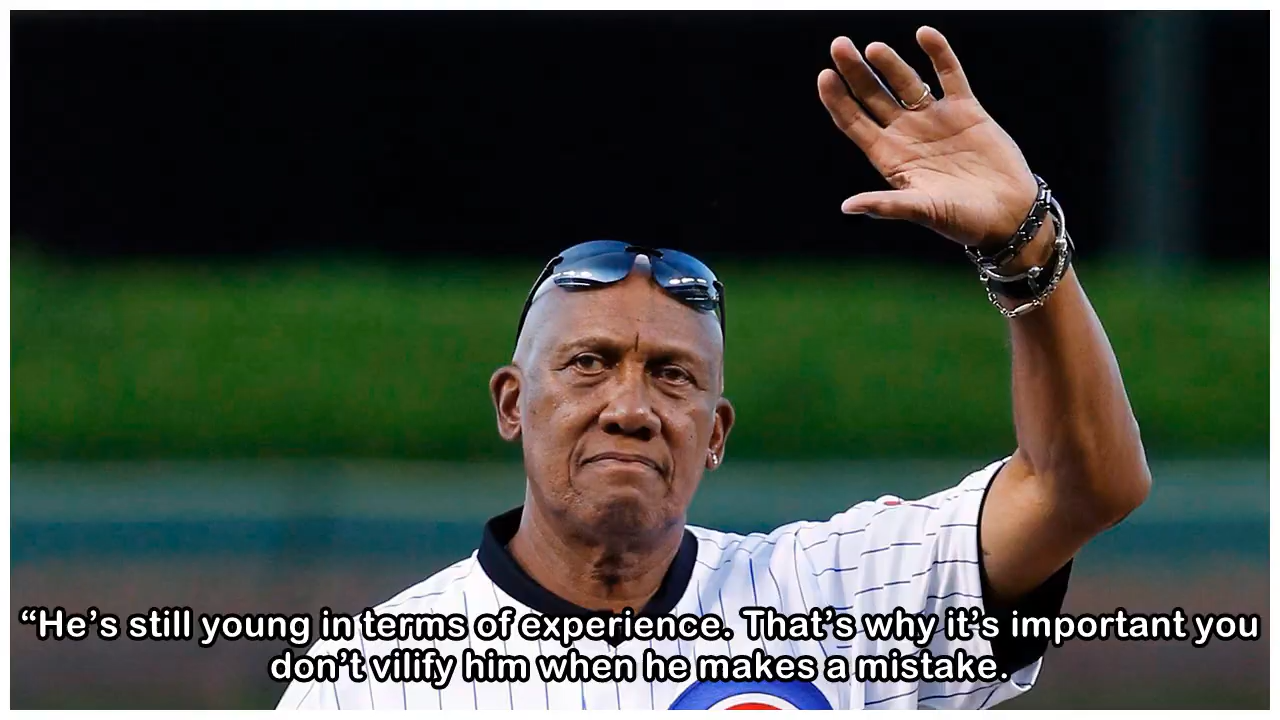 “He’s still young in terms of experience. That’s why it’s important you
don’t vilify him when he makes a mistake.